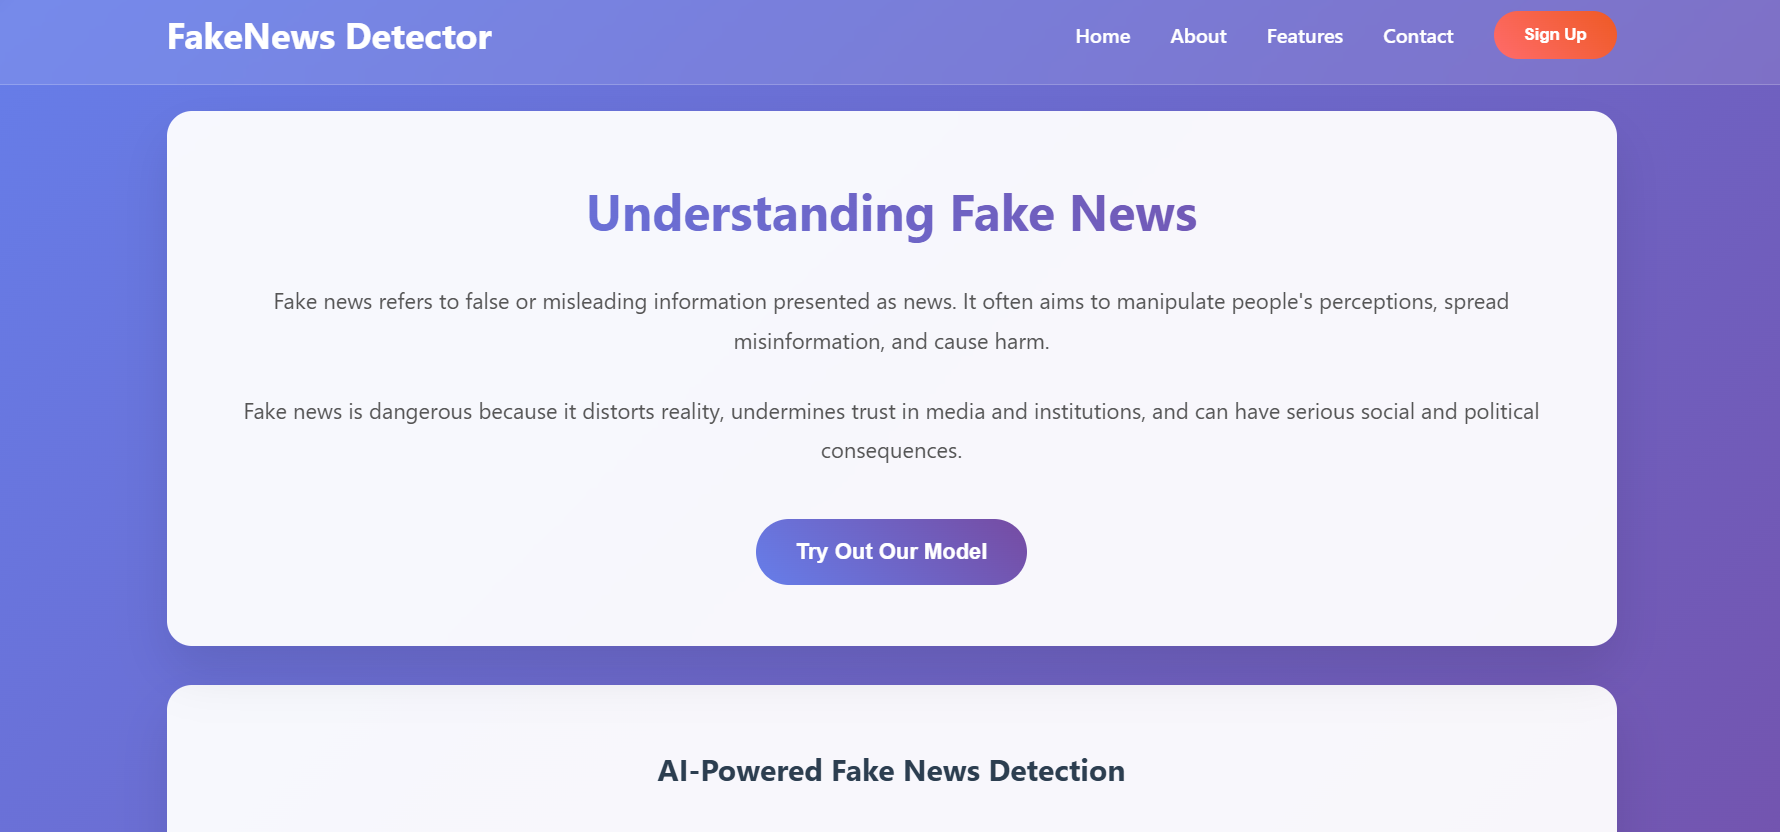 FakeNews Detector
Home
About
Features
Contact
Sign Up
Understanding Fake News
Fake news refers to false or misleading information presented as news. It often aims to manipulate people's perceptions, spread
misinformation, and cause harm.
Fake news is dangerous because it distorts reality, undermines trust in media and institutions, and can have serious social and political
consequences.
Try Out Our Model
AI-Powered Fake News Detection